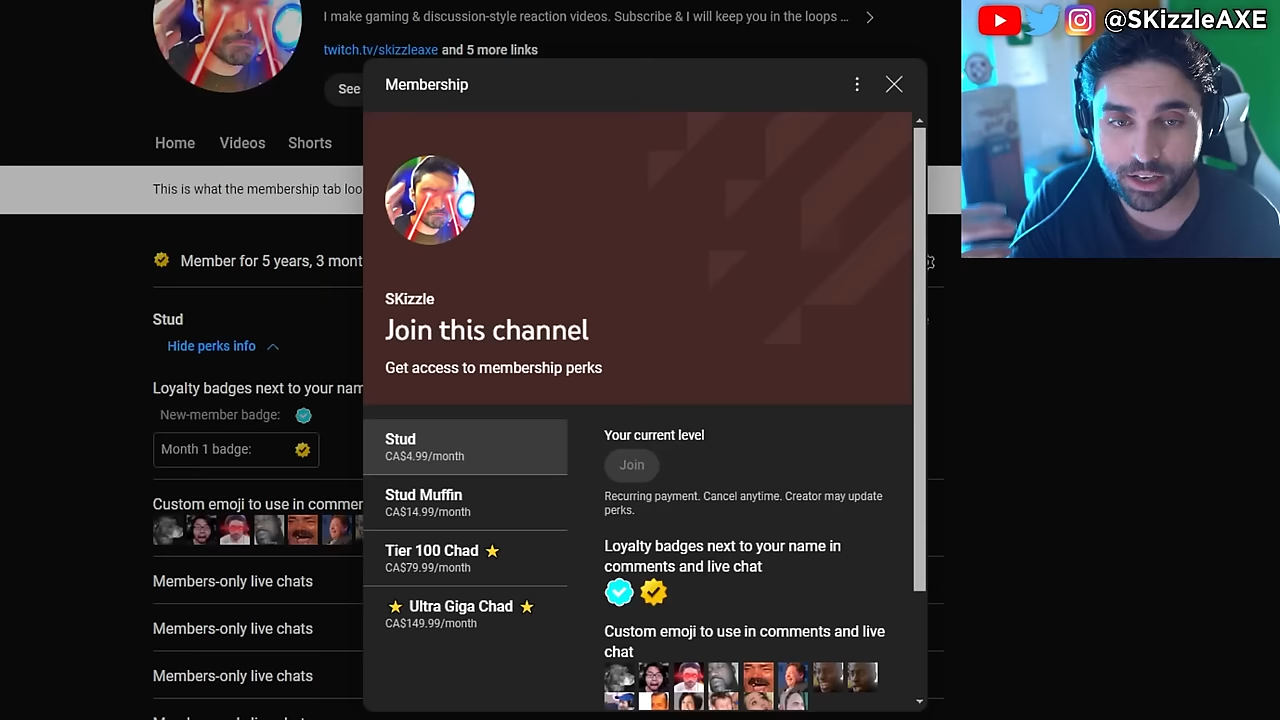 I make gaming & discussion-style reaction videos. Subscribe & I will keep you in the loops ...
twitch.tv/skizzleaxe and 5 more links
See
@SKizzleAXE
Home Videos Shorts
This is what the membership tab loo
Member for 5 years, 3 mont
Stud
Hide perks info
Loyalty badges next to your nam
New-member badge:
Month 1 badge:
Custom emoji to use in commen
Members-only live chats
Members-only live chats
Members-only live chats
Membership
SKizzle
Join this channel
Get access to membership perks
Stud
CA$4.99/month
Stud Muffin
CA$14.99/month
Tier 100 Chad
CA$79.99/month
Ultra Giga Chad
CA$149.99/month
Your current level
Join
Recurring payment. Cancel anytime. Creator may update
perks.
Loyalty badges next to your name in
comments and live chat
Custom emoji to use in comments and live
chat